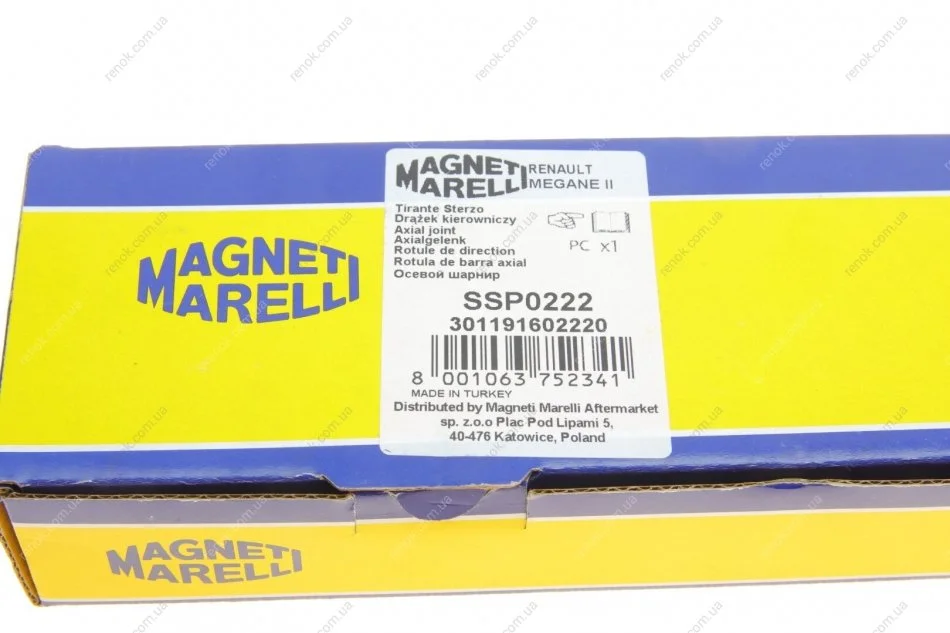 MAGNETI
MARELLI
RENAULT
MEGANE II
Tirante Sterzo
Drążek kierowniczy
Axial joint
Axialgelenk
Rotule de direction
Rotula de barra axial
Осевой шарнир
PC x1
SSP0222
301191602220
8 001063 752341
MADE IN TURKEY
Distributed by Magneti Marelli Aftermarket
sp. z.o.o Plac Pod Lipami 5,
40-476 Katowice, Poland
MAGNETI
MARELLI
MAGNETI
MARELLI
renok.com.ua